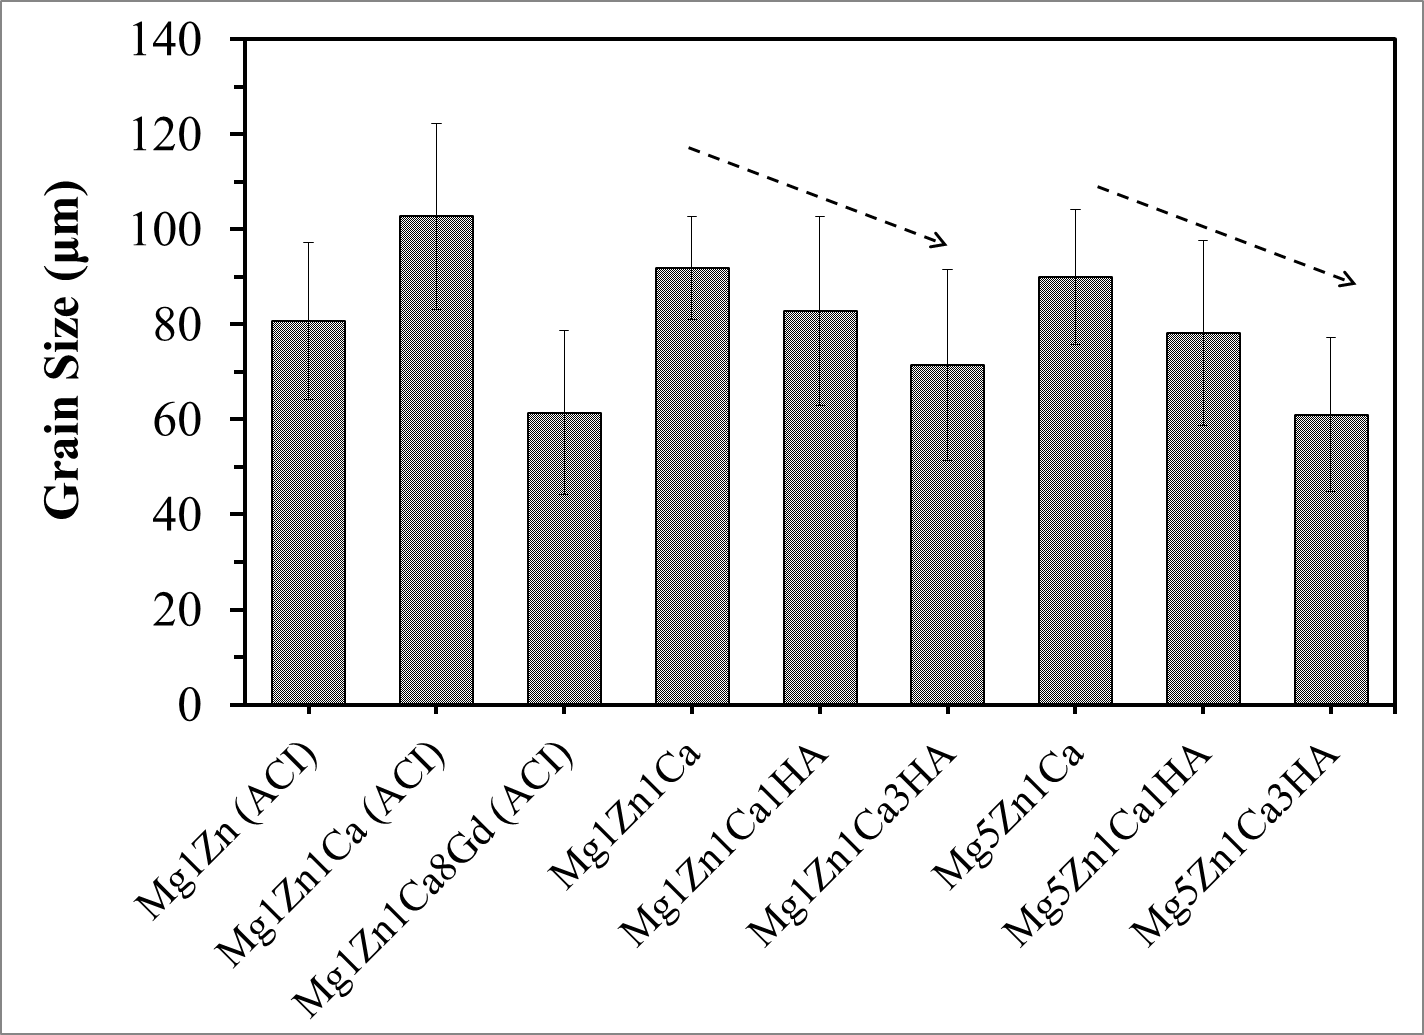 140
120
100
80
60
40
20
0
Grain Size (μm)
Mg1Zn (ACI)
Mg1Zn1Ca (ACI)
Mg1Zn1Ca8Gd (ACI)
Mg1Zn1Ca
Mg1Zn1Ca1HA
Mg1Zn1Ca3HA
Mg5Zn1Ca
Mg5Zn1Ca1HA
Mg5Zn1Ca3HA